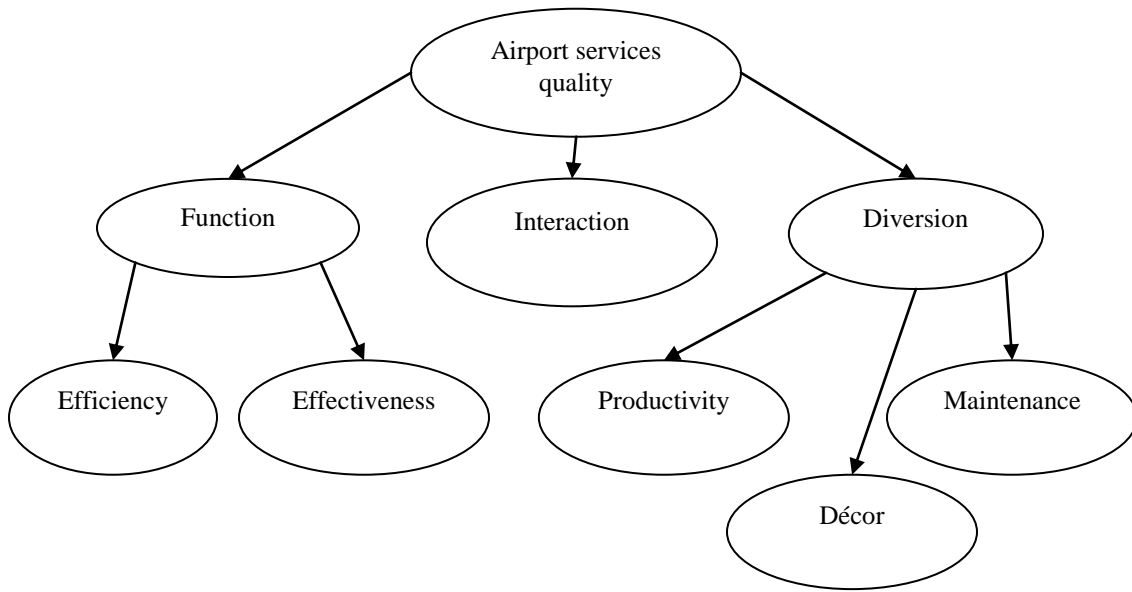 Airport services
quality
Function
Interaction
Diversion
Efficiency
Effectiveness
Productivity
Maintenance
Décor